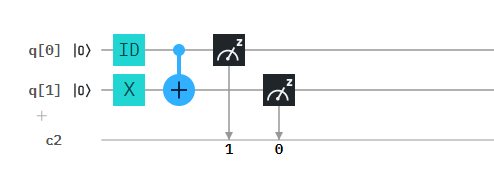 q[0] |0⟩ ID z
q[1] |0⟩ X + z
+
c2 1 0